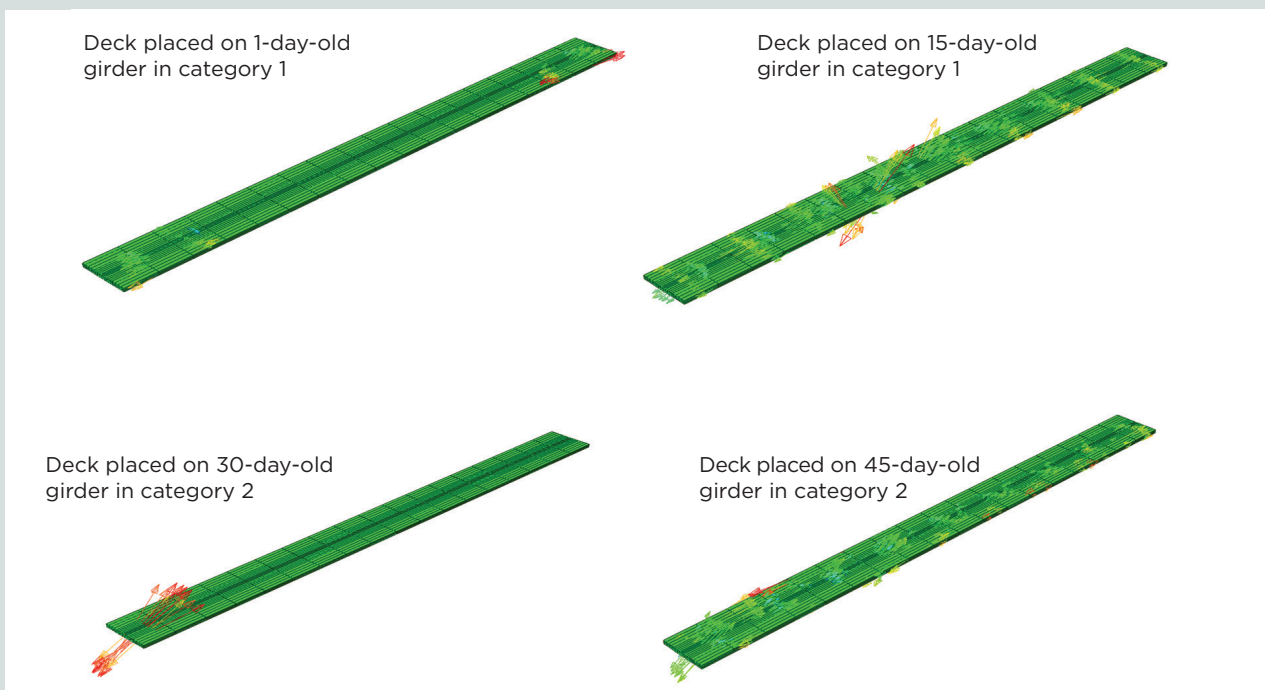 Deck placed on 1-day-old
girder in category 1
Deck placed on 15-day-old
girder in category 1
Deck placed on 30-day-old
girder in category 2
Deck placed on 45-day-old
girder in category 2